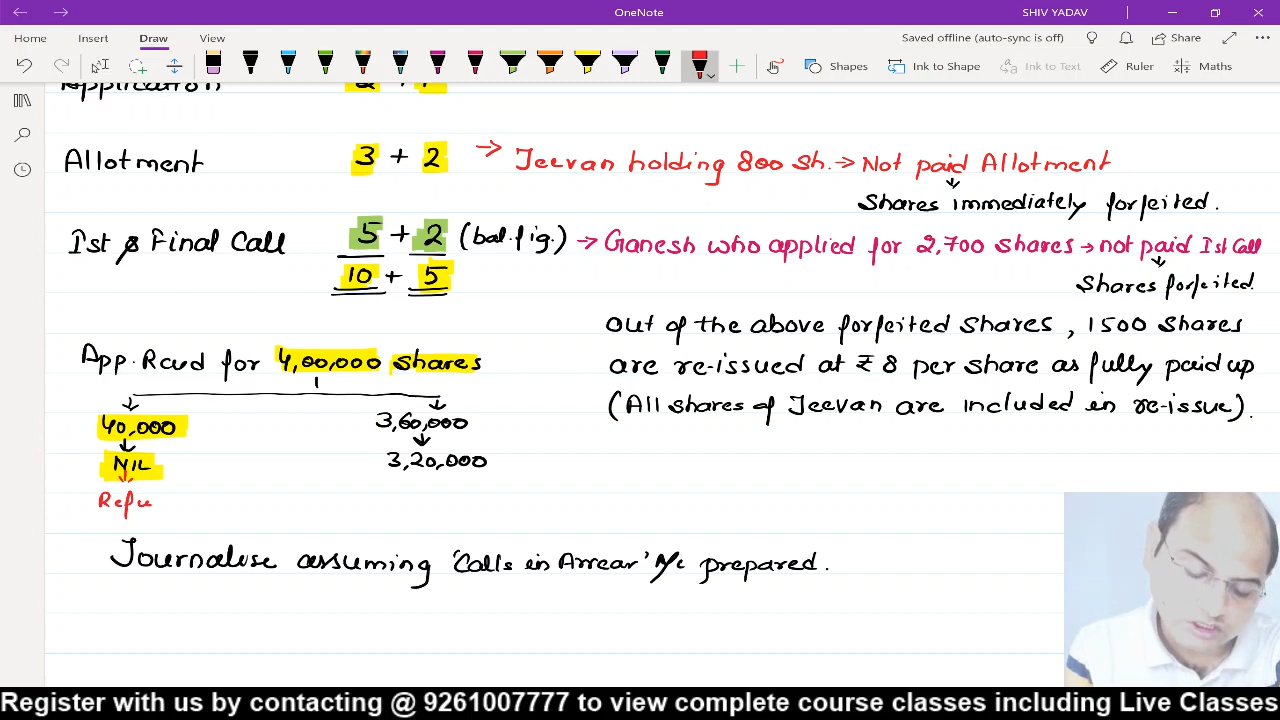 OneNote
SHIV YADAV
Home Insert Draw View
Saved offline (auto-sync is off)
Share
Shapes
Ink to Shape
Ink to Text
Ruler
Maths
Application 2 + 1
Allotment 3 + 2 → Jeevan holding 800 Sh. → Not paid Allotment
Shares immediately forfeited.
Ist & Final Call 5 + 2 (bal. fig.) → Ganesh who applied for 2,700 shares → not paid Ist Call
10 + 5
Shares forfeited.
Out of the above forfeited shares, 1500 shares
are re-issued at ₹ 8 per share as fully paid up
(All shares of Jeevan are included in re-issue).
App. Rcvd for 4,00,000 shares
40,000 3,60,000
NIL 3,20,000
Refu
Journalise assuming 'Calls in Arrear' A/c prepared.
Register with us by contacting @ 9261007777 to view complete course classes including Live Classes